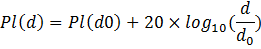 Pl(d) = Pl(d0) + 20 × log₁₀(d/d₀)